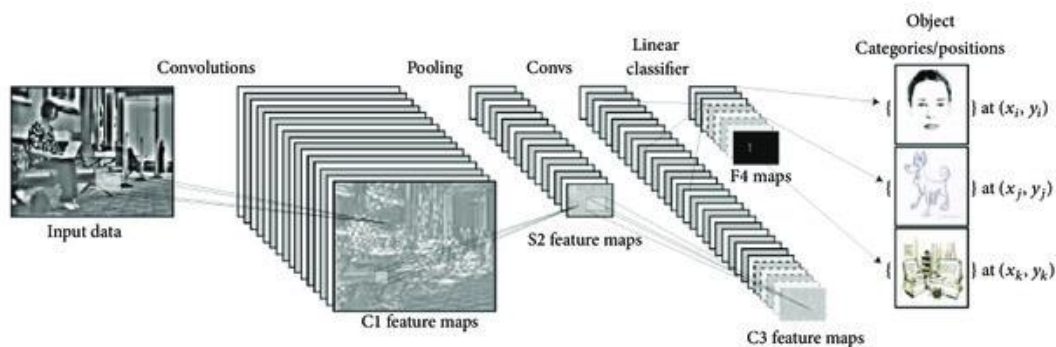 Object
Categories/positions
Linear
classifier
Convolutions
Pooling
Convs
{ } at (xᵢ, yᵢ)
F4 maps
{ } at (xⱼ, yⱼ)
Input data
S2 feature maps
{ } at (xₖ, yₖ)
C1 feature maps
C3 feature maps